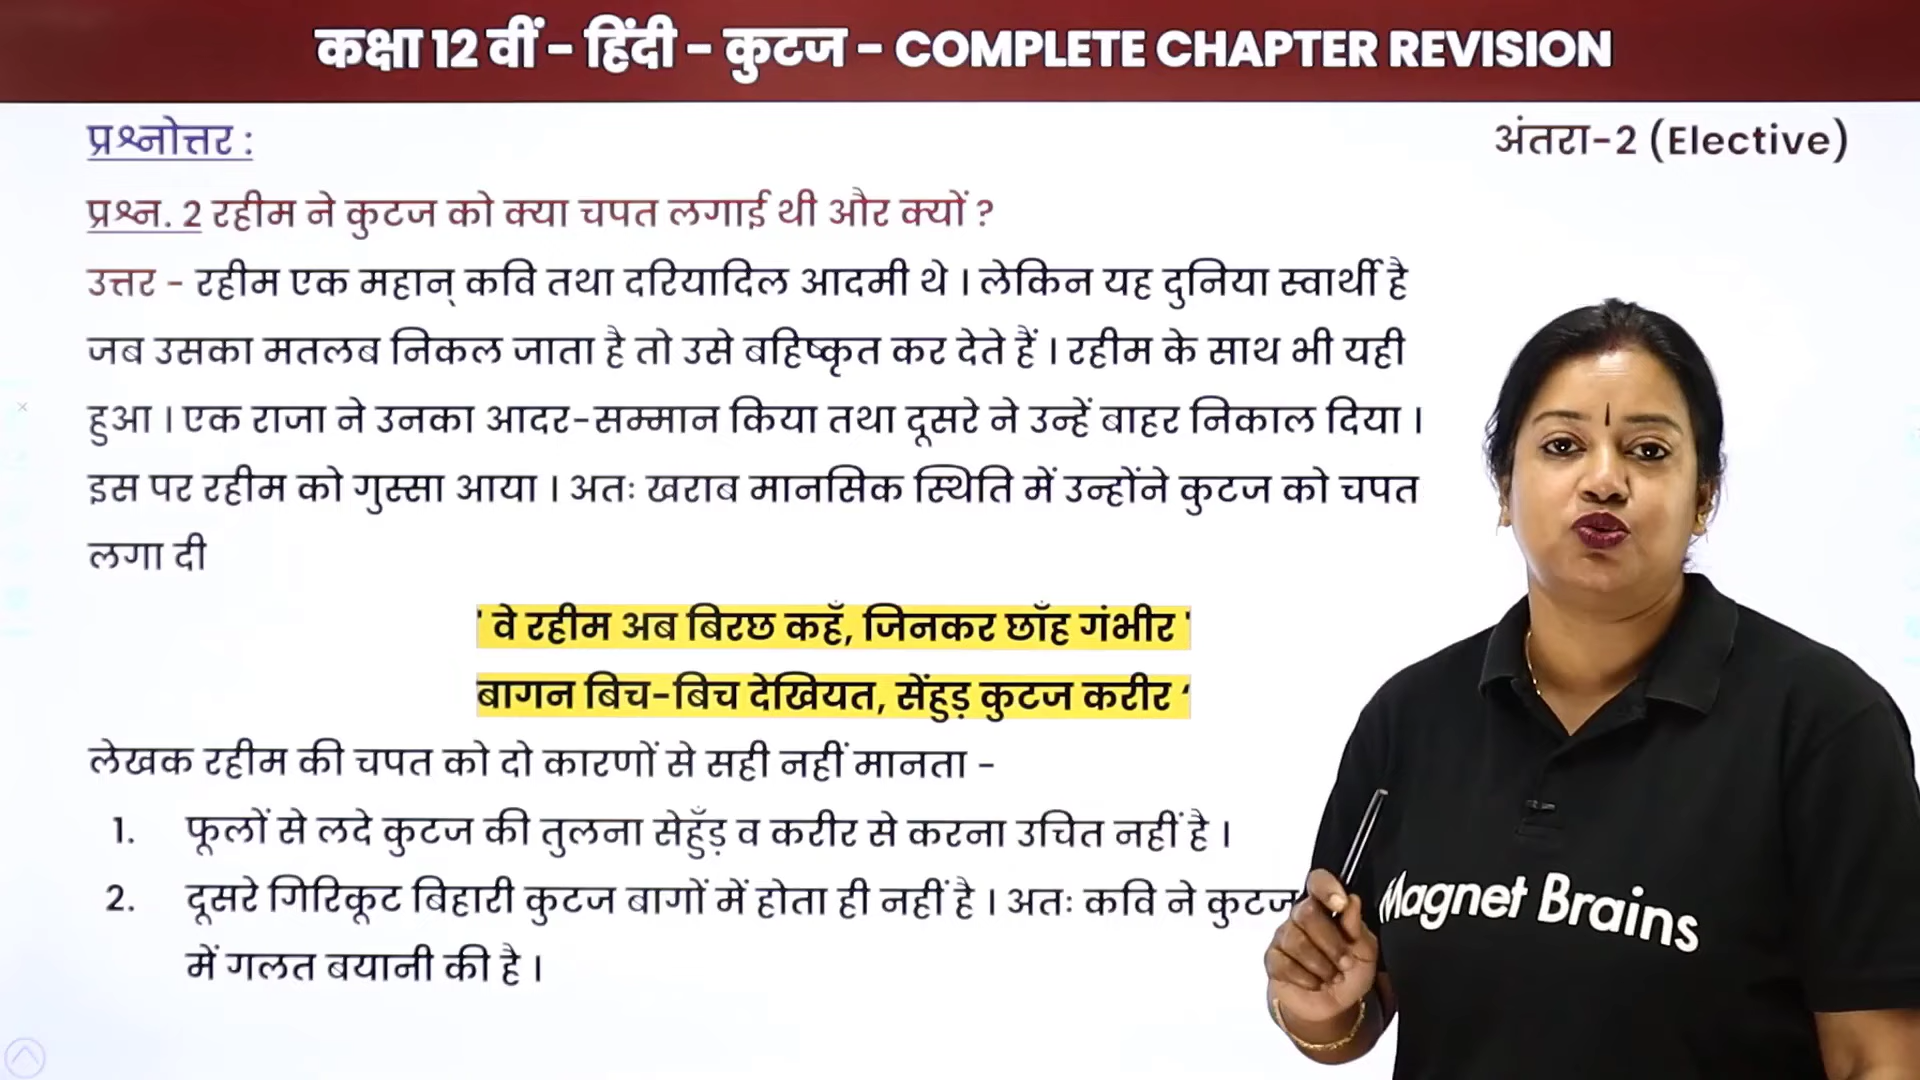 कक्षा 12 वीं - हिंदी - कुटज - COMPLETE CHAPTER REVISION
प्रश्नोत्तर :
अंतरा-2 (Elective)
प्रश्न. 2 रहीम ने कुटज को क्या चपत लगाई थी और क्यों ?
उत्तर - रहीम एक महान् कवि तथा दरियादिल आदमी थे । लेकिन यह दुनिया स्वार्थी है
जब उसका मतलब निकल जाता है तो उसे बहिष्कृत कर देते हैं । रहीम के साथ भी यही
हुआ । एक राजा ने उनका आदर-सम्मान किया तथा दूसरे ने उन्हें बाहर निकाल दिया ।
इस पर रहीम को गुस्सा आया । अतः खराब मानसिक स्थिति में उन्होंने कुटज को चपत
लगा दी
' वे रहीम अब बिरछ कहँ, जिनकर छाँह गंभीर '
बागन बिच-बिच देखियत, सेंहुड़ कुटज करीर ‘
लेखक रहीम की चपत को दो कारणों से सही नहीं मानता -
1. फूलों से लदे कुटज की तुलना सेहुँड़ व करीर से करना उचित नहीं है ।
2. दूसरे गिरिकूट बिहारी कुटज बागों में होता ही नहीं है । अतः कवि ने कुटज
में गलत बयानी की है ।
Magnet Brains